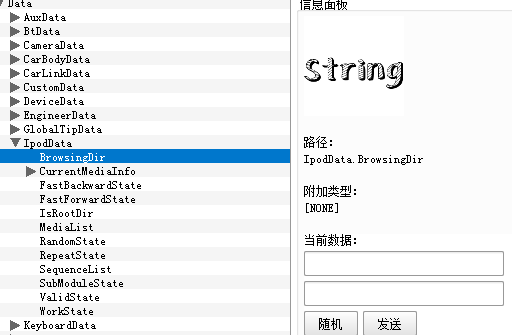 Data
AuxData
BtData
CameraData
CarBodyData
CarLinkData
CustomData
DeviceData
EngineerData
GlobalTipData
IpodData
BrowsingDir
CurrentMediaInfo
FastBackwardState
FastForwardState
IsRootDir
MediaList
RandomState
RepeatState
SequenceList
SubModuleState
ValidState
WorkState
KeyboardData
信息面板
String
路径:
IpodData.BrowsingDir
附加类型:
[NONE]
当前数据:
随机 发送